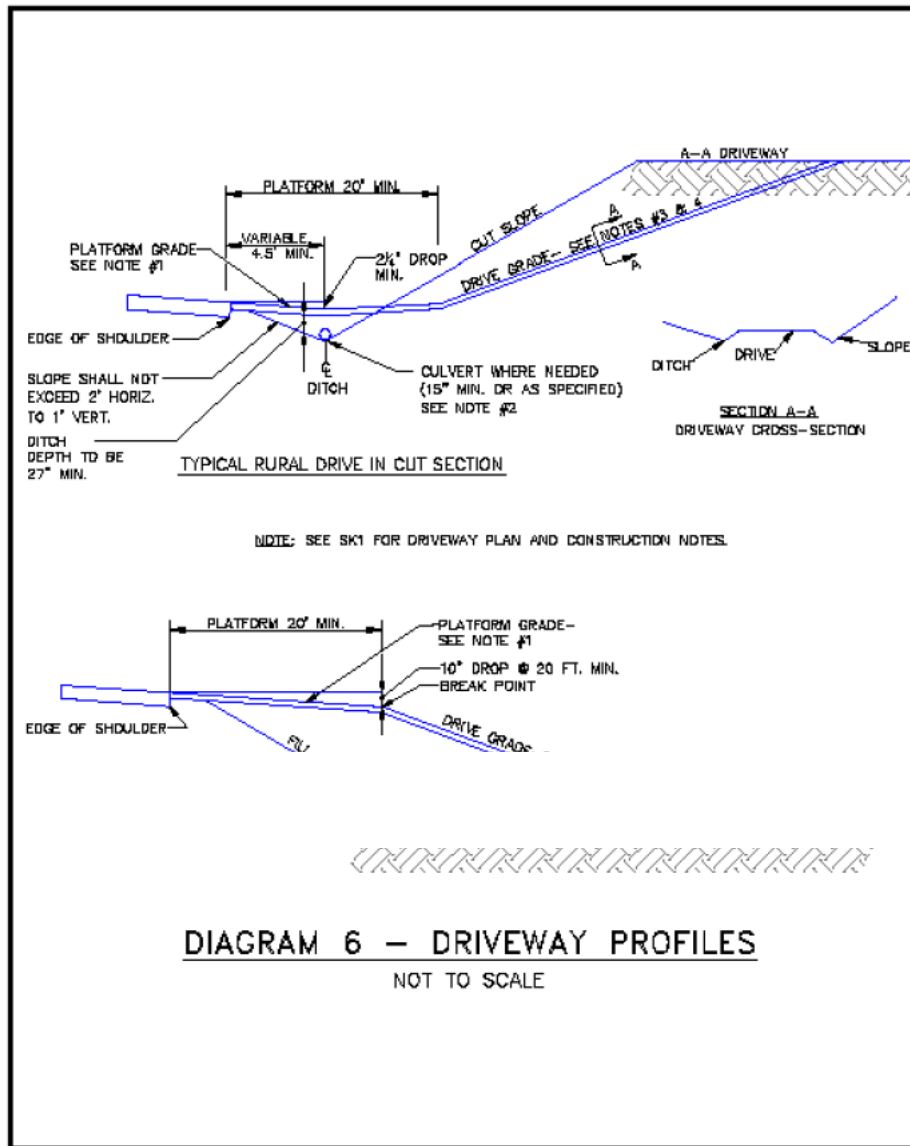 A-A DRIVEWAY
PLATFORM 20' MIN.
VARIABLE
4.5' MIN.
PLATFORM GRADE
SEE NOTE #1
2¼" DROP
MIN.
CUT SLOPE
DRIVE GRADE- SEE NOTES #3 & 4
A
A
EDGE OF SHOULDER
SLOPE SHALL NOT
EXCEED 2' HORIZ.
TO 1' VERT.
DITCH
DEPTH TO BE
27" MIN.
℄
DITCH
CULVERT WHERE NEEDED
(15" MIN. OR AS SPECIFIED)
SEE NOTE #2
DITCH
DRIVE
SLOPE
SECTION A-A
DRIVEWAY CROSS-SECTION
TYPICAL RURAL DRIVE IN CUT SECTION
NOTE: SEE SK1 FOR DRIVEWAY PLAN AND CONSTRUCTION NOTES.
PLATFORM 20' MIN.
PLATFORM GRADE-
SEE NOTE #1
10" DROP @ 20 FT. MIN.
BREAK POINT
EDGE OF SHOULDER
DRIVE GRADE
DIAGRAM 6 - DRIVEWAY PROFILES
NOT TO SCALE